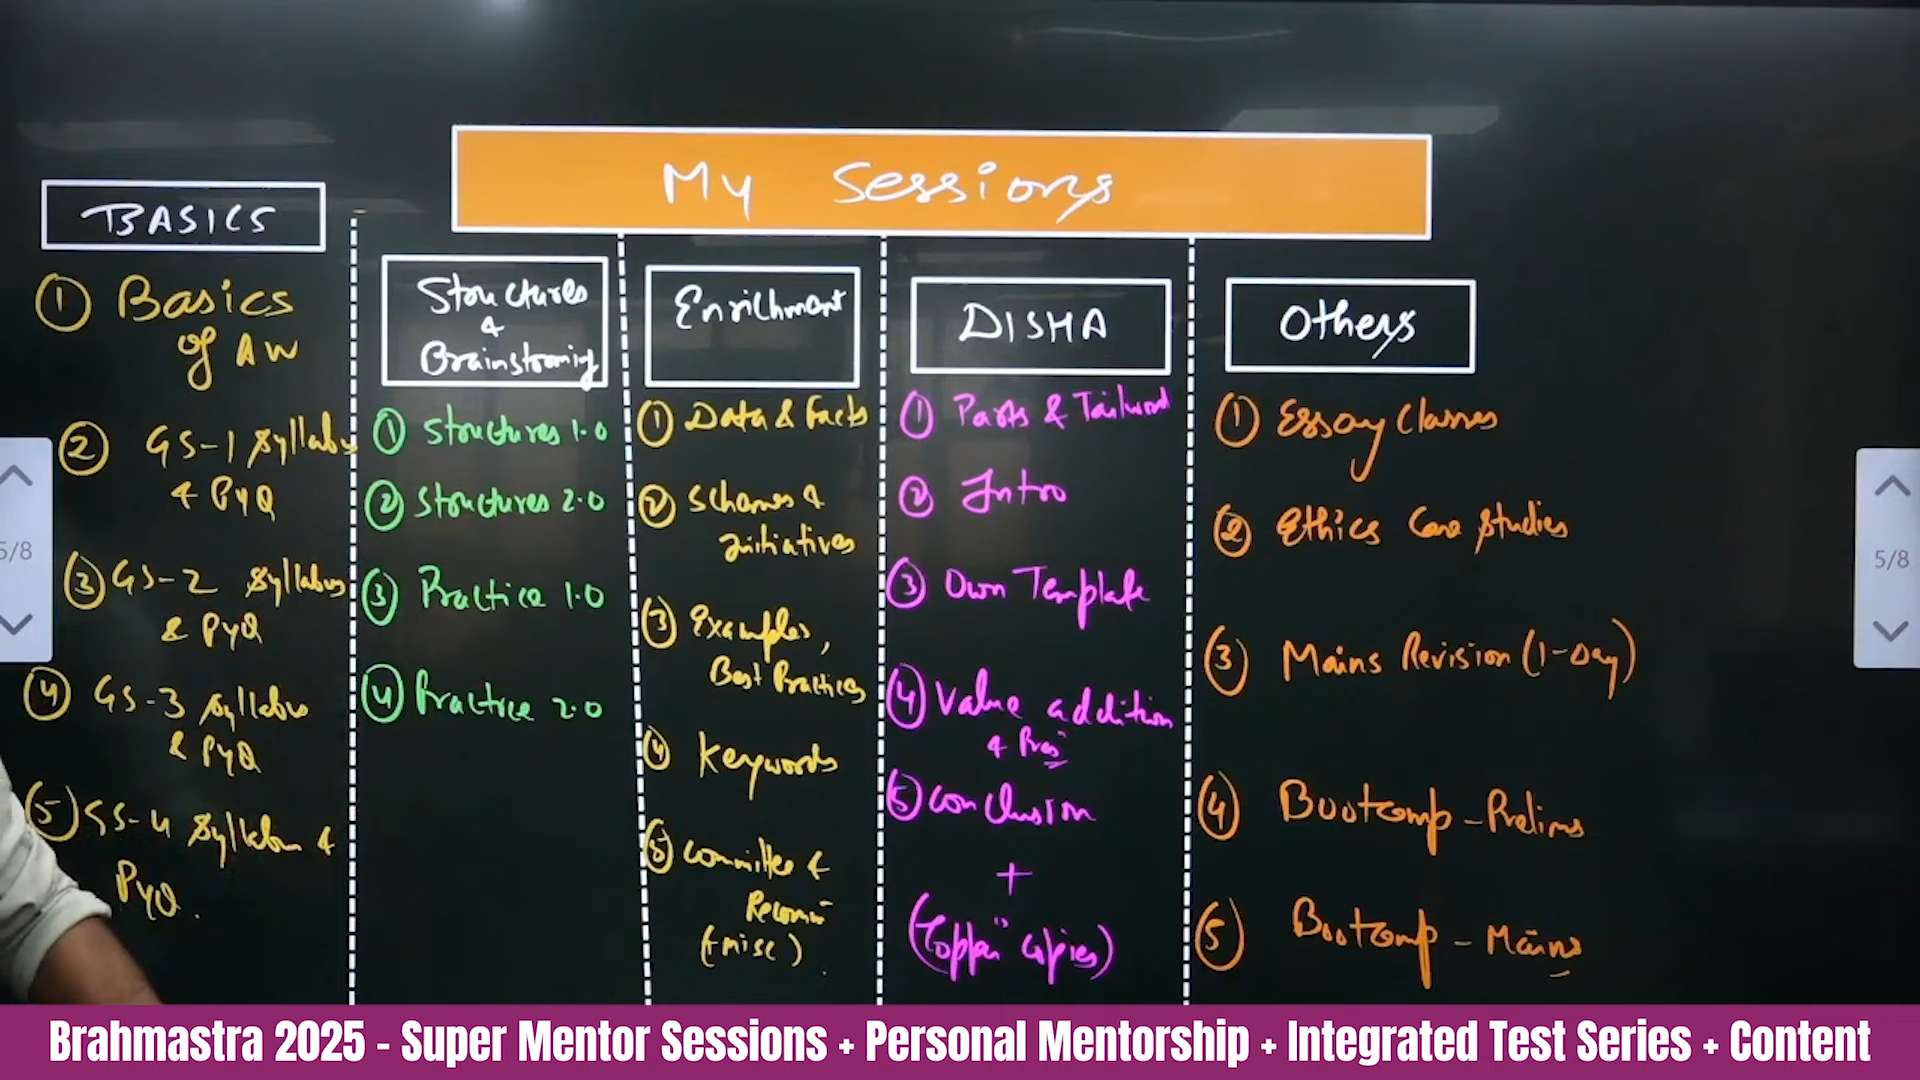 My Sessions
BASICS
① Basics
of AW
② GS-1 Syllabus
& PYQ
③ GS-2 Syllabus
& PYQ
④ GS-3 Syllabus
& PYQ
⑤ GS-4 Syllabus &
PYQ.
Structures
&
Brainstorming
① Structures 1.0
② Structures 2.0
③ Practice 1.0
④ Practice 2.0
Enrichment
① Data & Facts
② Schemes &
Initiatives
③ Examples,
Best Practices
④ Keywords
⑤ Committee &
Recomm
(+misc)
DISHA
① Parts & Tailword
② Intro
③ Own Template
④ Value addition
& Pres
⑤ Conclusion
+
("Topper" Copies)
Others
① Essay Classes
② Ethics Case Studies
③ Mains Revision (1-Day)
④ Bootcamp - Prelims
⑤ Bootcamp - Mains
5/8
5/8
Brahmastra 2025 - Super Mentor Sessions + Personal Mentorship + Integrated Test Series + Content